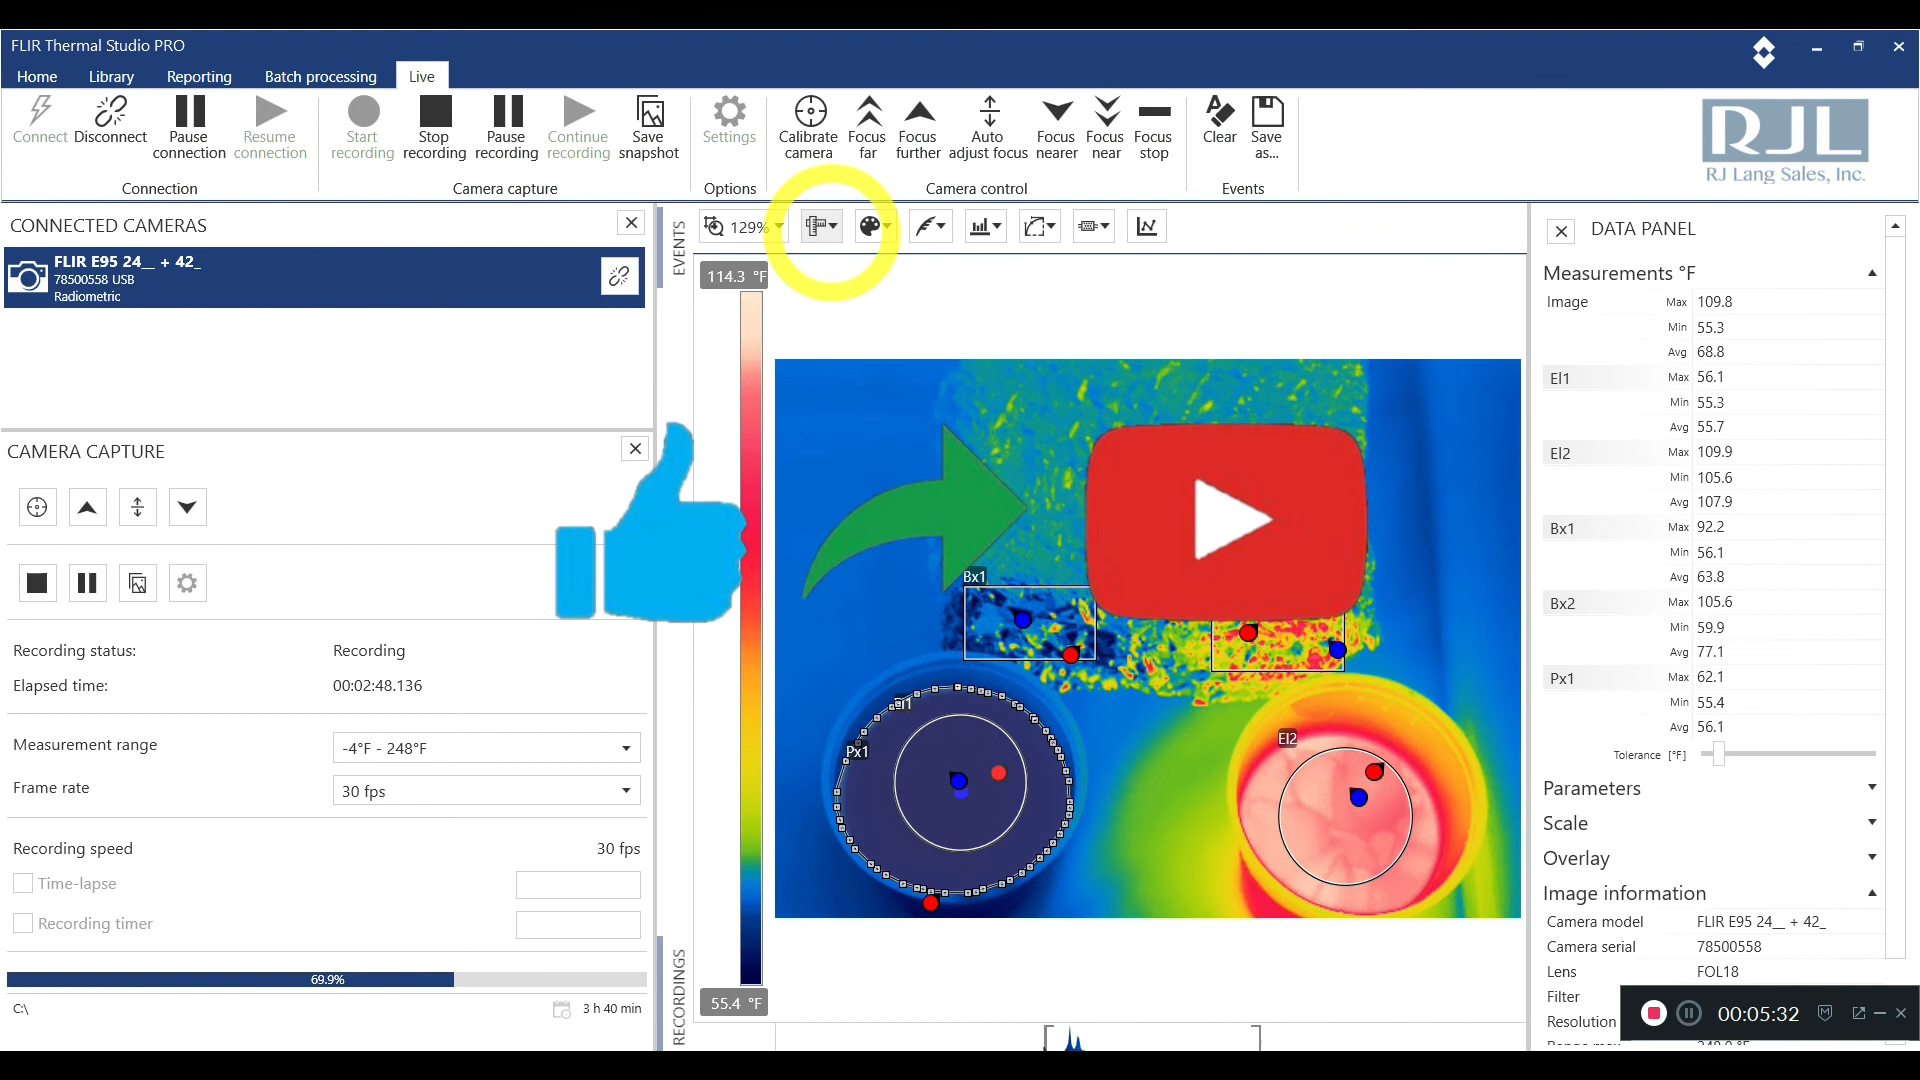 FLIR Thermal Studio PRO
Home Library Reporting Batch processing Live
Connect Disconnect Pause connection Resume connection Start recording Stop recording Pause recording Continue recording Save snapshot Settings Calibrate camera Focus far Focus further Auto adjust focus Focus nearer Focus near Focus stop Clear Save as...
Connection Camera capture Options Camera control Events
RJL
RJ Lang Sales, Inc.
CONNECTED CAMERAS
FLIR E95 24__ + 42_
78500558 USB
Radiometric
CAMERA CAPTURE
Recording status: Recording
Elapsed time: 00:02:48.136
Measurement range -4°F - 248°F
Frame rate 30 fps
Recording speed 30 fps
Time-lapse
Recording timer
69.9%
C:\ 3 h 40 min
EVENTS
RECORDINGS
129%
114.3 °F
Bx1
El1
Px1
El2
55.4 °F
DATA PANEL
Measurements °F
Image Max 109.8
Min 55.3
Avg 68.8
El1 Max 56.1
Min 55.3
Avg 55.7
El2 Max 109.9
Min 105.6
Avg 107.9
Bx1 Max 92.2
Min 56.1
Avg 63.8
Bx2 Max 105.6
Min 59.9
Avg 77.1
Px1 Max 62.1
Min 55.4
Avg 56.1
Tolerance [°F]
Parameters
Scale
Overlay
Image information
Camera model FLIR E95 24__ + 42_
Camera serial 78500558
Lens FOL18
Filter
Resolution
00:05:32